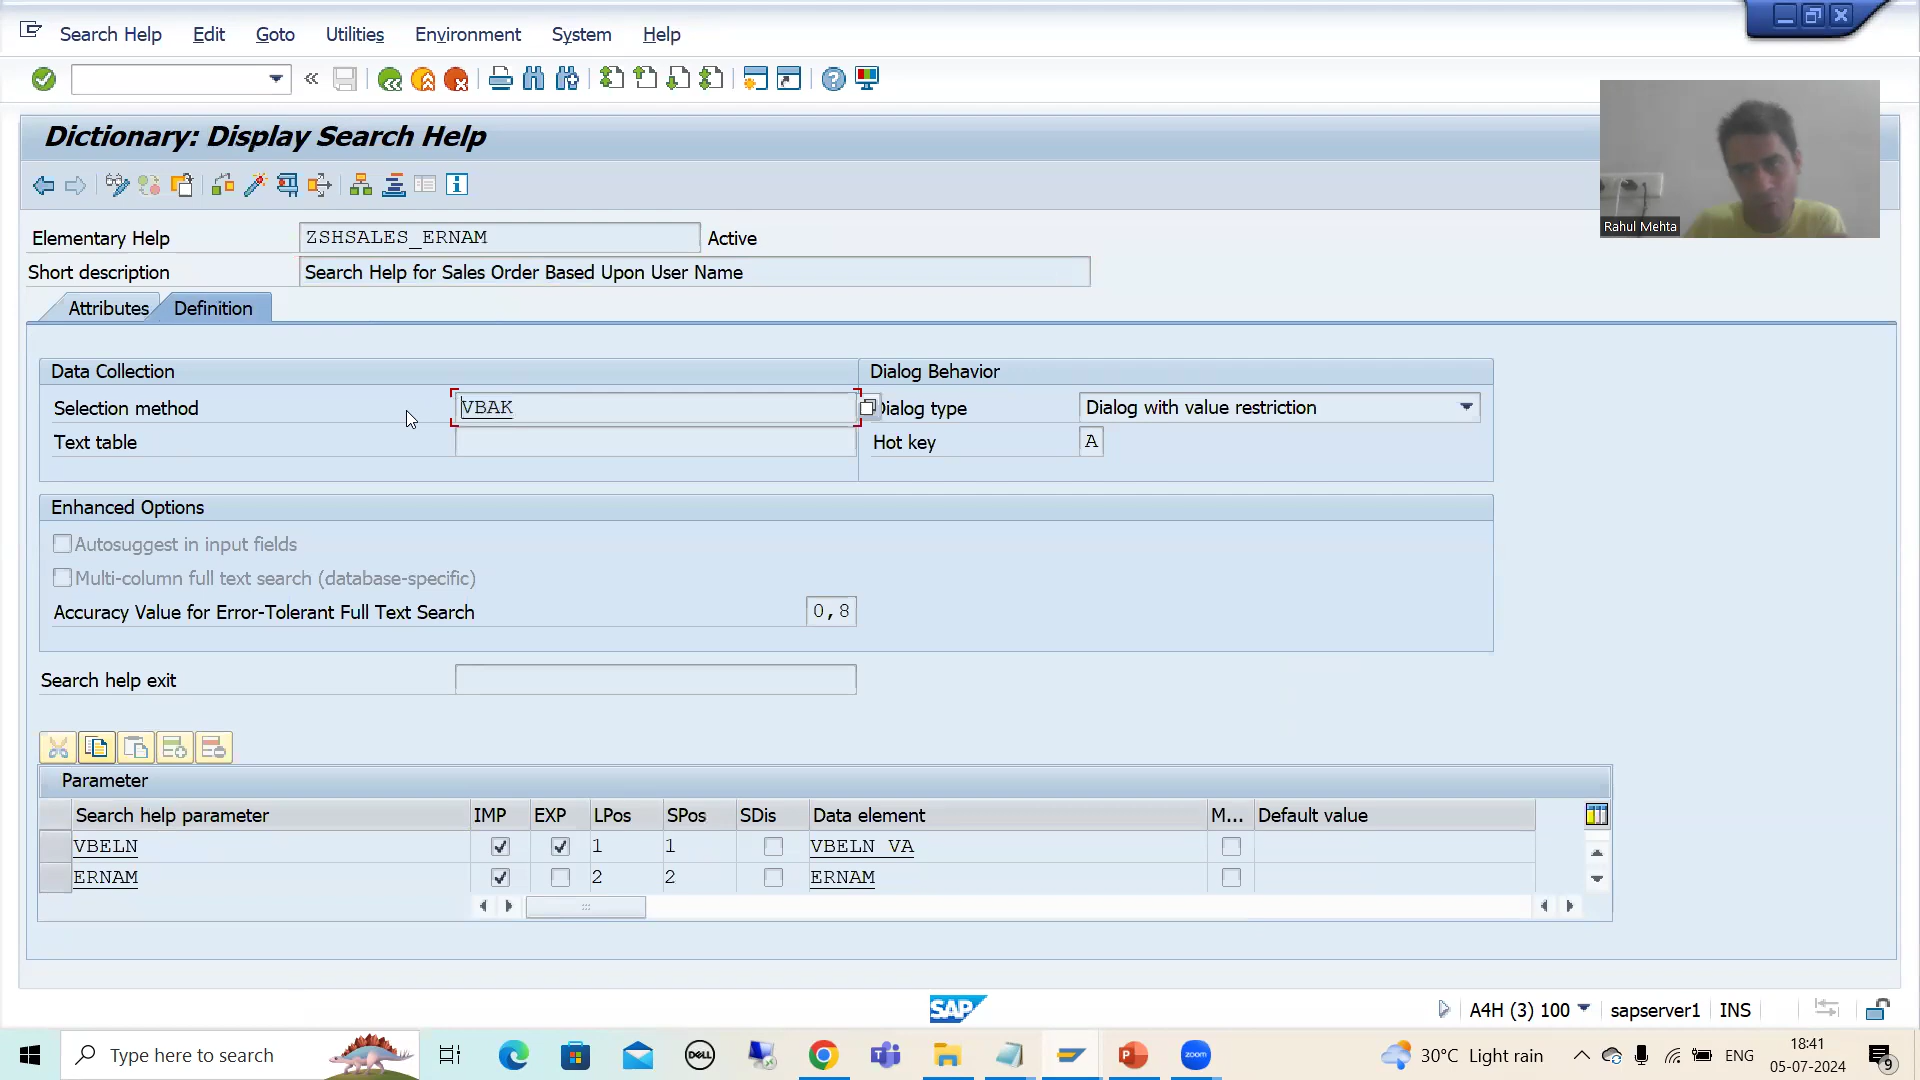 Search Help Edit Goto Utilities Environment System Help
Dictionary: Display Search Help
Rahul Mehta
Elementary Help ZSHSALES_ERNAM Active
Short description Search Help for Sales Order Based Upon User Name
Attributes Definition
Data Collection Dialog Behavior
Selection method VBAK Dialog type Dialog with value restriction
Text table Hot key A
Enhanced Options
Autosuggest in input fields
Multi-column full text search (database-specific)
Accuracy Value for Error-Tolerant Full Text Search 0,8
Search help exit
Parameter
Search help parameter IMP EXP LPos SPos SDis Data element M... Default value
VBELN 1 1 VBELN_VA
ERNAM 2 2 ERNAM
SAP A4H (3) 100 sapserver1 INS
Type here to search DELL zoom 30°C Light rain ENG 18:41
05-07-2024 9